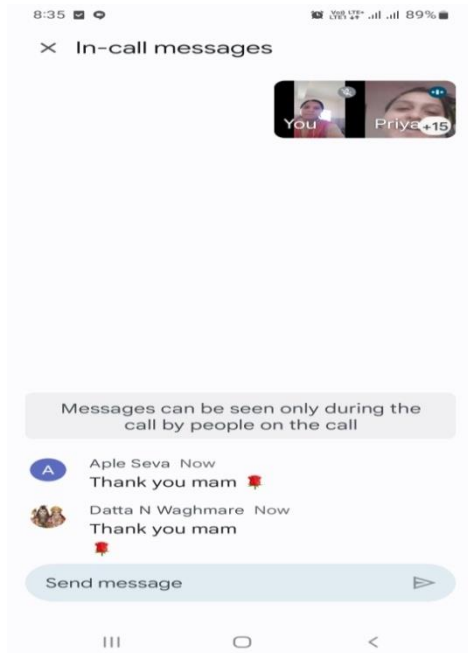 8:35 89%
× In-call messages
You Priya +15
Messages can be seen only during the
call by people on the call
A Aple Seva Now
Thank you mam 🌹
Datta N Waghmare Now
Thank you mam
🌹
Send message